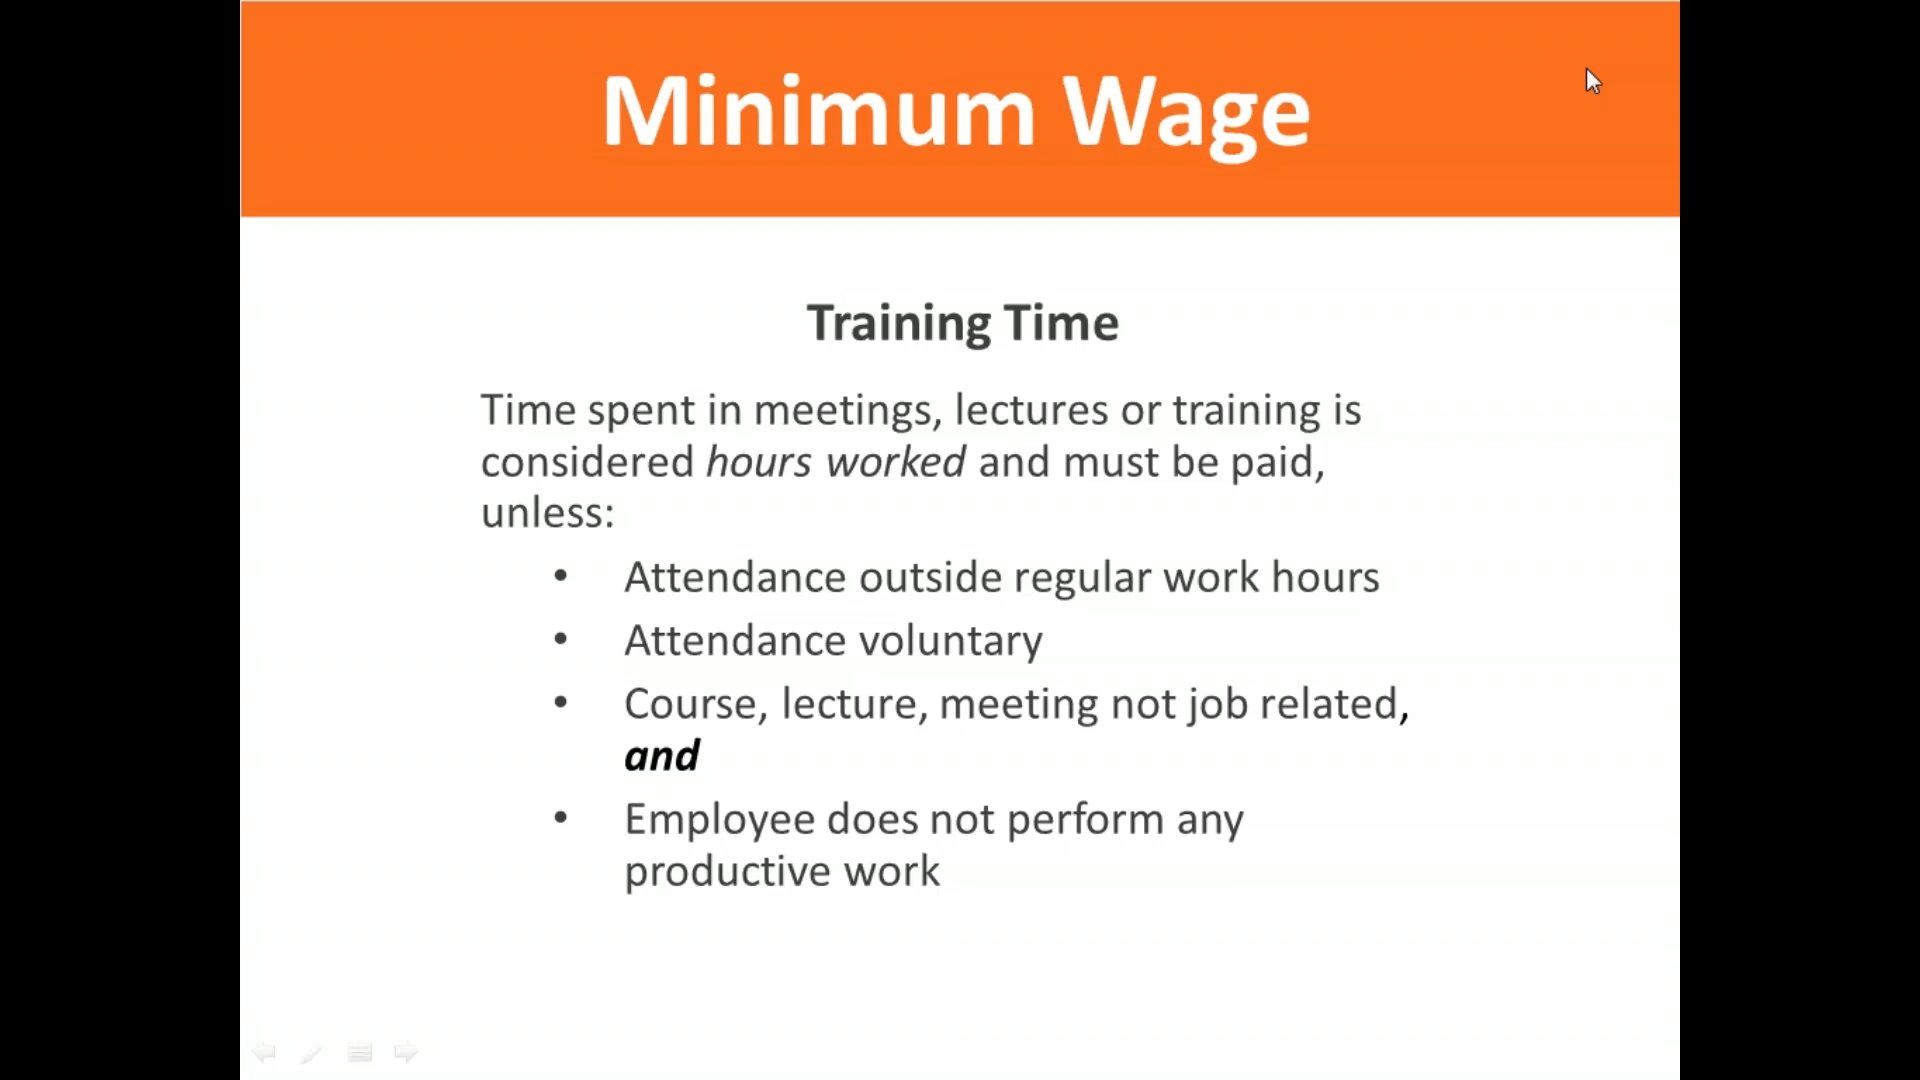 Minimum Wage
Training Time
Time spent in meetings, lectures or training is
considered hours worked and must be paid,
unless:
• Attendance outside regular work hours
• Attendance voluntary
• Course, lecture, meeting not job related,
and
• Employee does not perform any
productive work